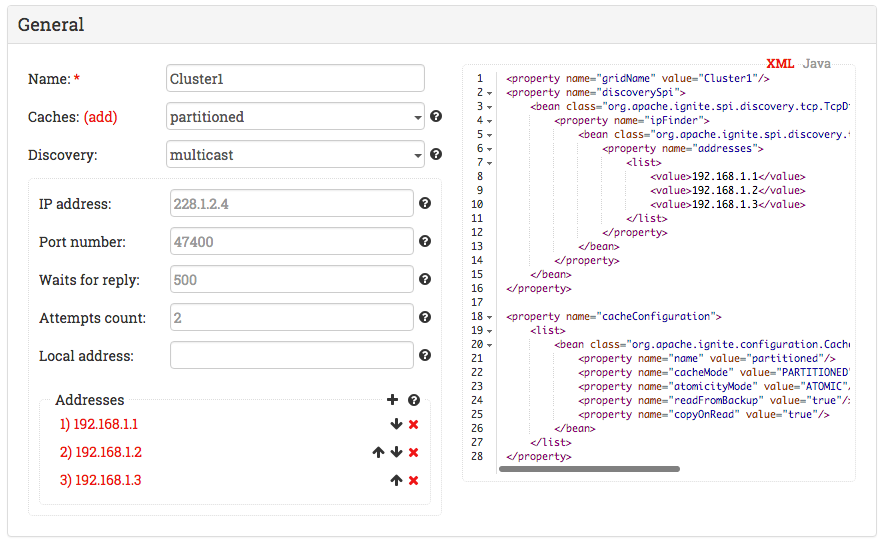 General
Name: *
Cluster1
Caches: (add)
partitioned
Discovery:
multicast
IP address:
228.1.2.4
Port number:
47400
Waits for reply:
500
Attempts count:
2
Local address:
Addresses
1) 192.168.1.1
2) 192.168.1.2
3) 192.168.1.3
XML Java
1 <property name="gridName" value="Cluster1"/>
2 <property name="discoverySpi">
3 <bean class="org.apache.ignite.spi.discovery.tcp.TcpDi
4 <property name="ipFinder">
5 <bean class="org.apache.ignite.spi.discovery.
6 <property name="addresses">
7 <list>
8 <value>192.168.1.1</value>
9 <value>192.168.1.2</value>
10 <value>192.168.1.3</value>
11 </list>
12 </property>
13 </bean>
14 </property>
15 </bean>
16 </property>
17
18 <property name="cacheConfiguration">
19 <list>
20 <bean class="org.apache.ignite.configuration.Cache
21 <property name="name" value="partitioned"/>
22 <property name="cacheMode" value="PARTITIONED"
23 <property name="atomicityMode" value="ATOMIC"/
24 <property name="readFromBackup" value="true"/>
25 <property name="copyOnRead" value="true"/>
26 </bean>
27 </list>
28 </property>